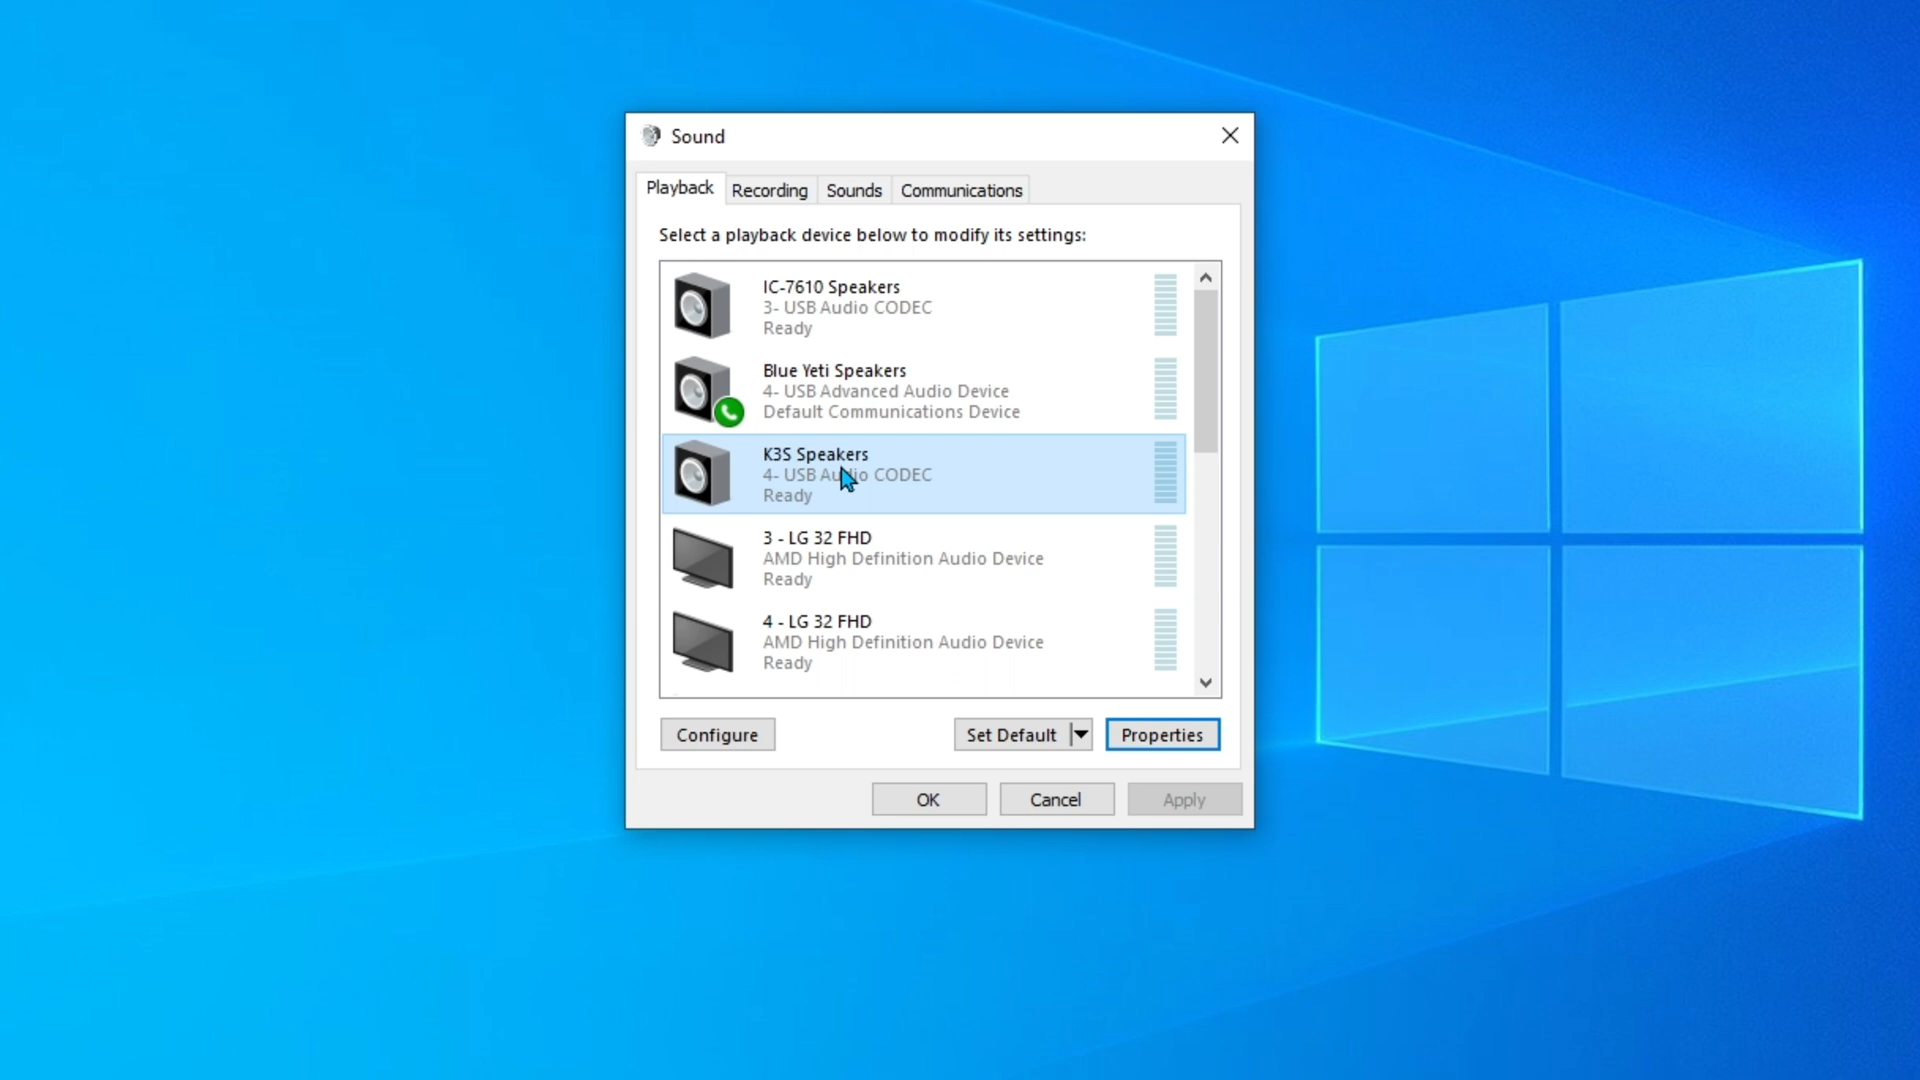 Sound
Playback
Recording
Sounds
Communications
Select a playback device below to modify its settings:
IC-7610 Speakers
3- USB Audio CODEC
Ready
Blue Yeti Speakers
4- USB Advanced Audio Device
Default Communications Device
K3S Speakers
4- USB Audio CODEC
Ready
3 - LG 32 FHD
AMD High Definition Audio Device
Ready
4 - LG 32 FHD
AMD High Definition Audio Device
Ready
Configure
Set Default
Properties
OK
Cancel
Apply